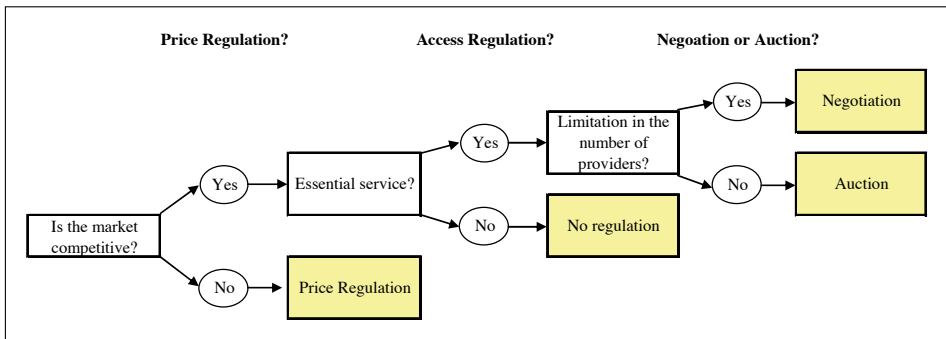 Price Regulation?
Access Regulation?
Negoation or Auction?
Yes
Negotiation
Limitation in the
number of
providers?
Yes
Yes
Essential service?
No
Auction
Is the market
competitive?
No
No regulation
No
Price Regulation